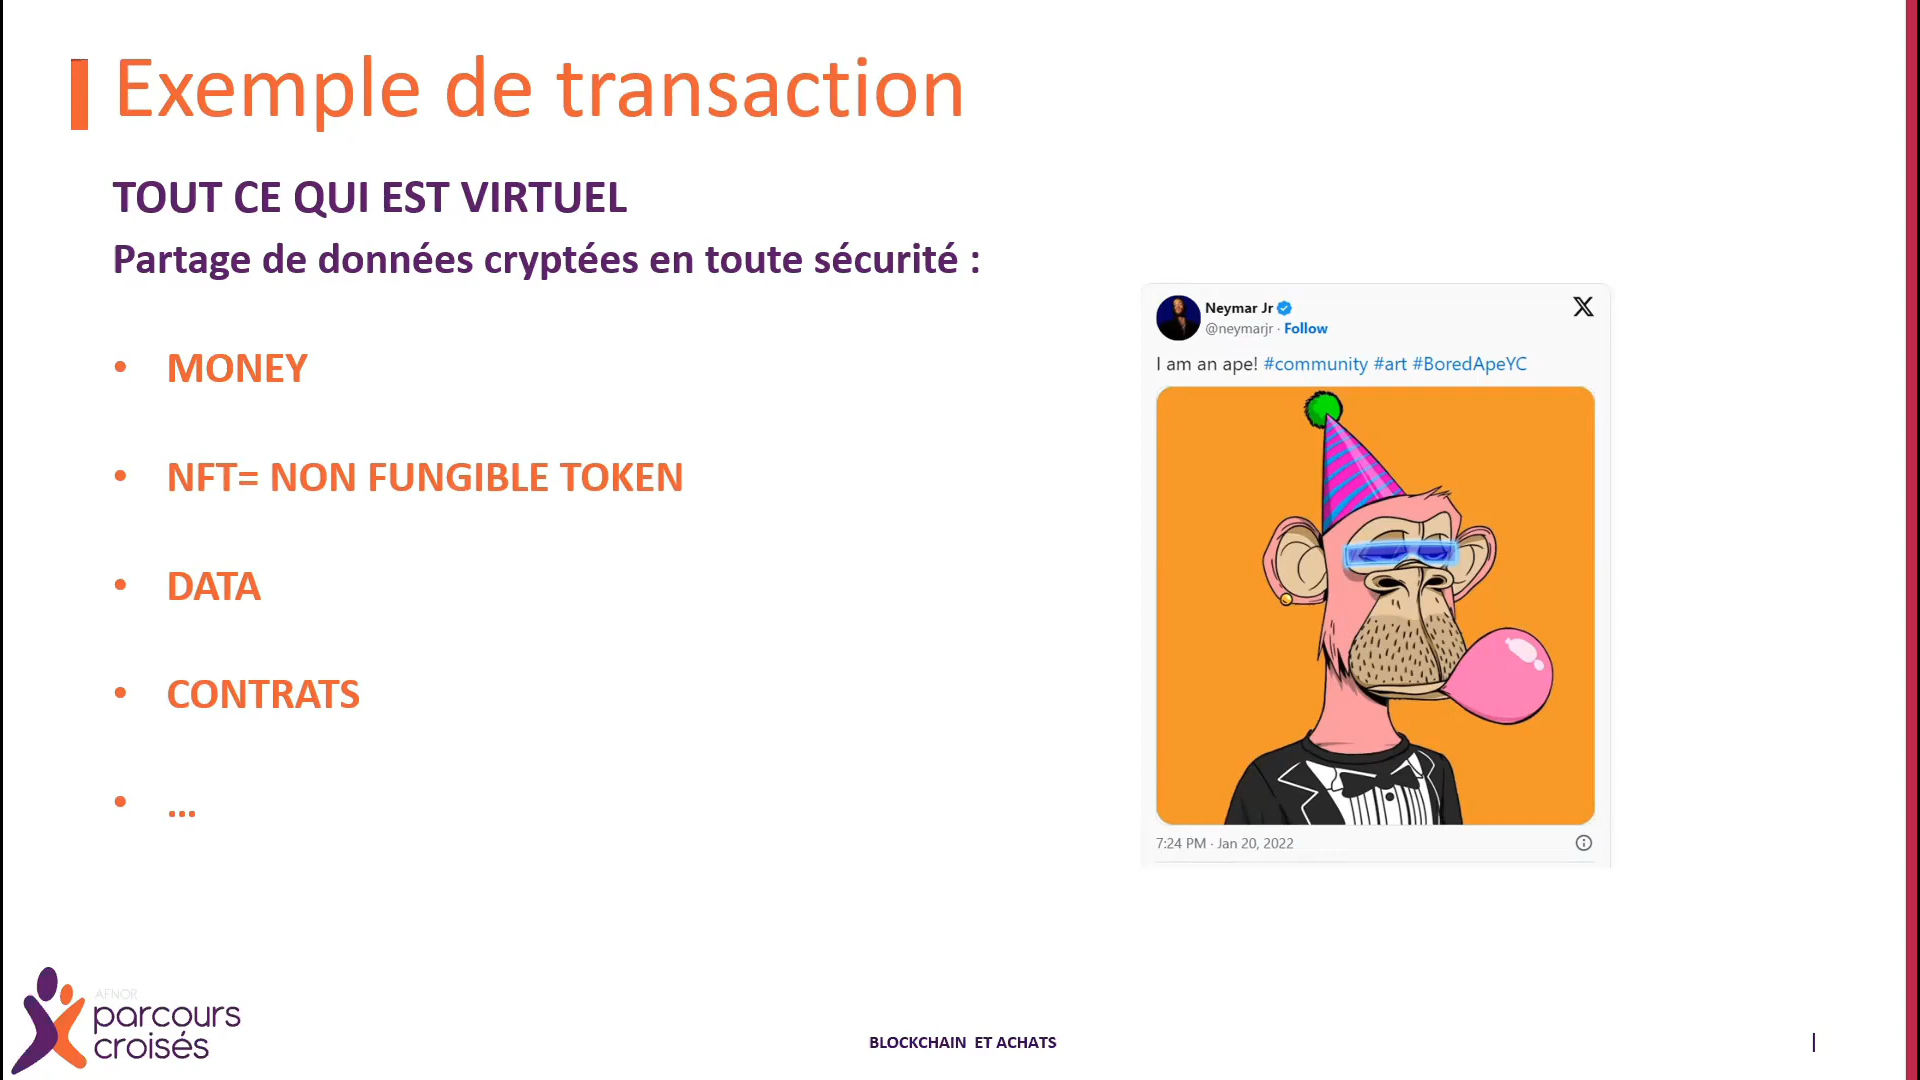 Exemple de transaction
TOUT CE QUI EST VIRTUEL
Partage de données cryptées en toute sécurité :
• MONEY
• NFT= NON FUNGIBLE TOKEN
• DATA
• CONTRATS
• ...
Neymar Jr
@neymarjr · Follow
I am an ape! #community #art #BoredApeYC
7:24 PM · Jan 20, 2022
AFNOR
parcours
croisés
BLOCKCHAIN ET ACHATS
|